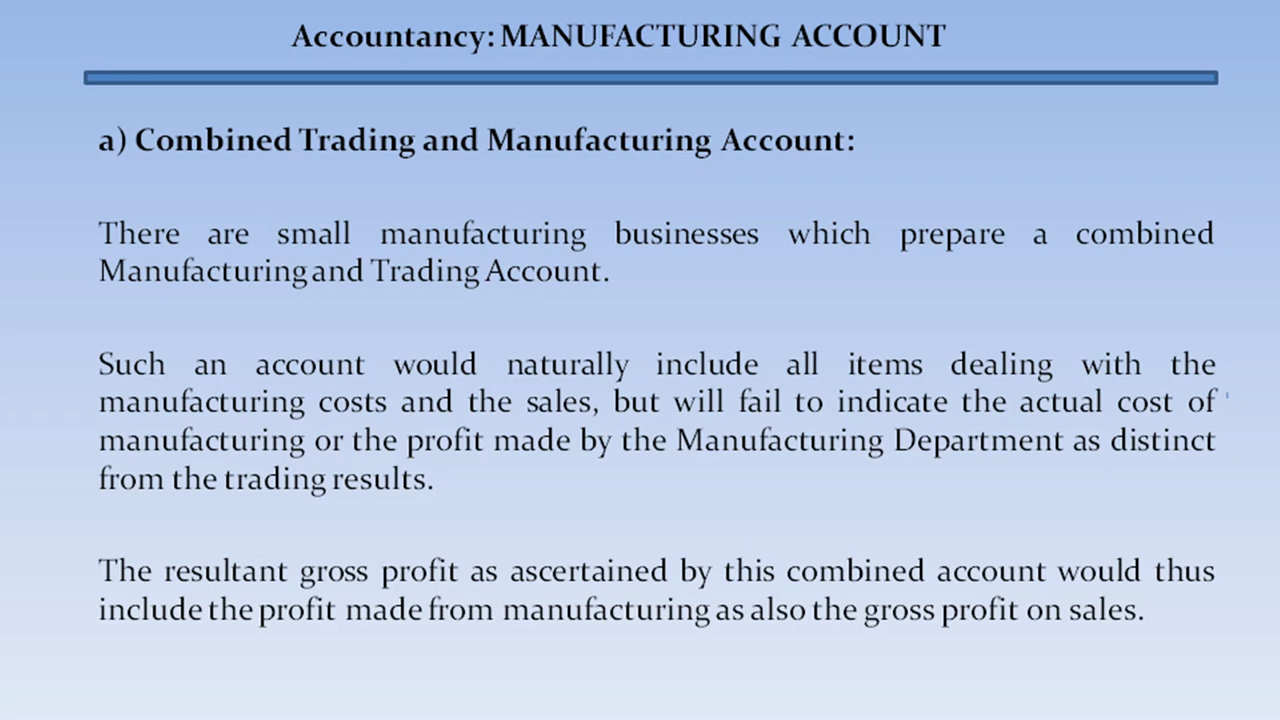 Accountancy: MANUFACTURING ACCOUNT
a) Combined Trading and Manufacturing Account:
There are small manufacturing businesses which prepare a combined
Manufacturing and Trading Account.
Such an account would naturally include all items dealing with the
manufacturing costs and the sales, but will fail to indicate the actual cost of
manufacturing or the profit made by the Manufacturing Department as distinct
from the trading results.
The resultant gross profit as ascertained by this combined account would thus
include the profit made from manufacturing as also the gross profit on sales.